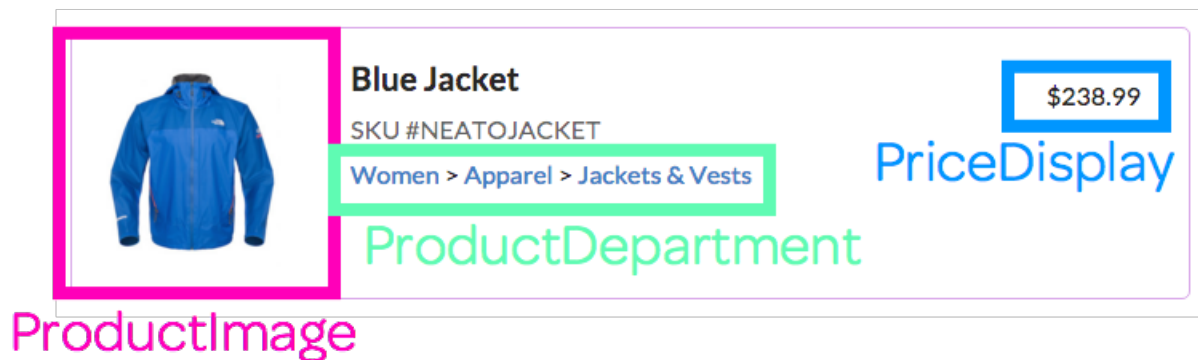 Blue Jacket
$238.99
SKU #NEATOJACKET
PriceDisplay
Women > Apparel > Jackets & Vests
ProductDepartment
ProductImage